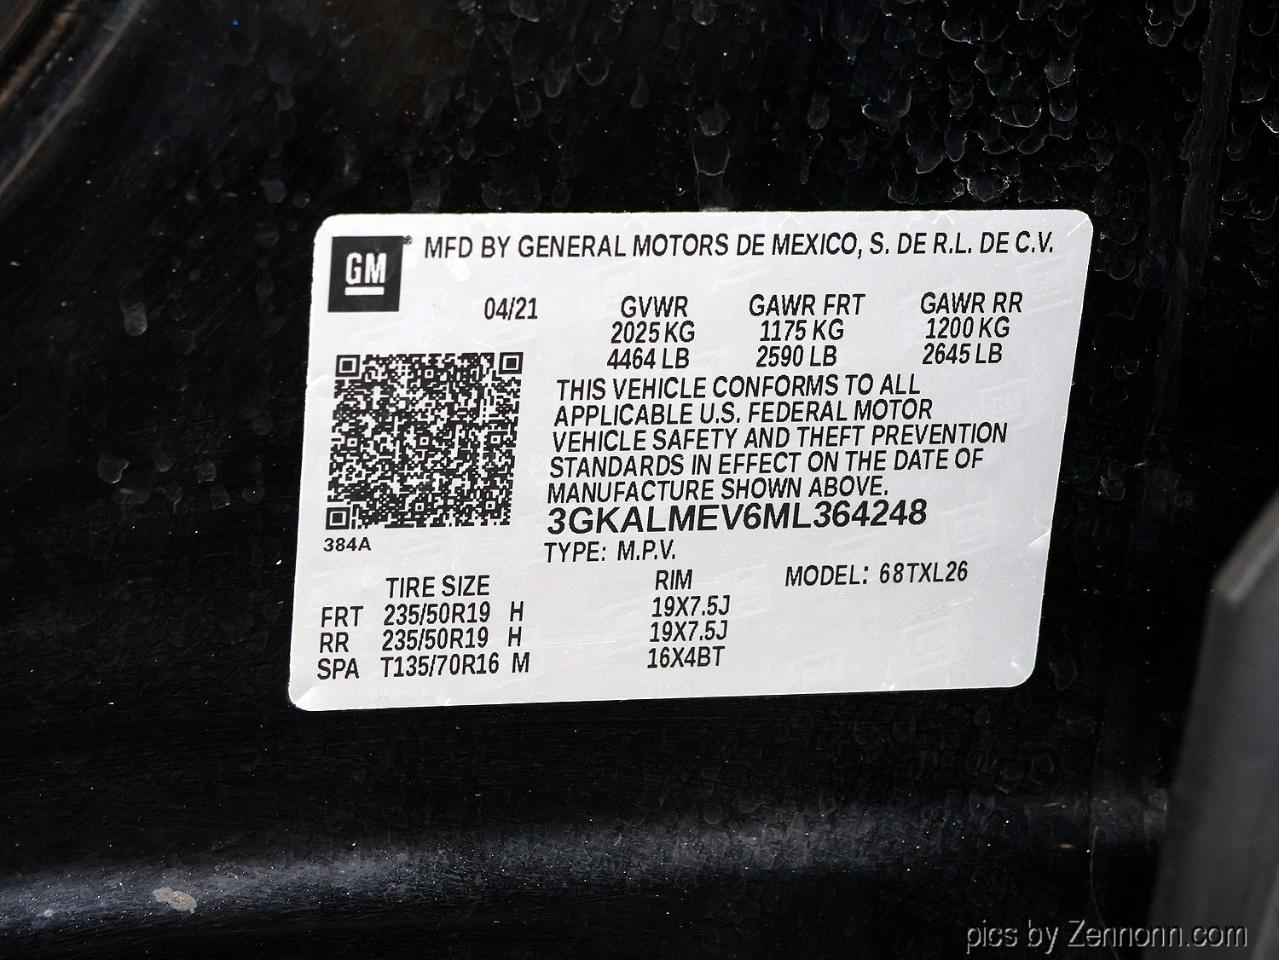 GM® MFD BY GENERAL MOTORS DE MEXICO, S. DE R.L. DE C.V.
04/21 GVWR GAWR FRT GAWR RR
2025 KG 1175 KG 1200 KG
4464 LB 2590 LB 2645 LB
THIS VEHICLE CONFORMS TO ALL
APPLICABLE U.S. FEDERAL MOTOR
VEHICLE SAFETY AND THEFT PREVENTION
STANDARDS IN EFFECT ON THE DATE OF
MANUFACTURE SHOWN ABOVE.
3GKALMEV6ML364248
384A
TYPE: M.P.V.
MODEL: 68TXL26
TIRE SIZE RIM
FRT 235/50R19 H 19X7.5J
RR 235/50R19 H 19X7.5J
SPA T135/70R16 M 16X4BT
pics by Zennonn.com